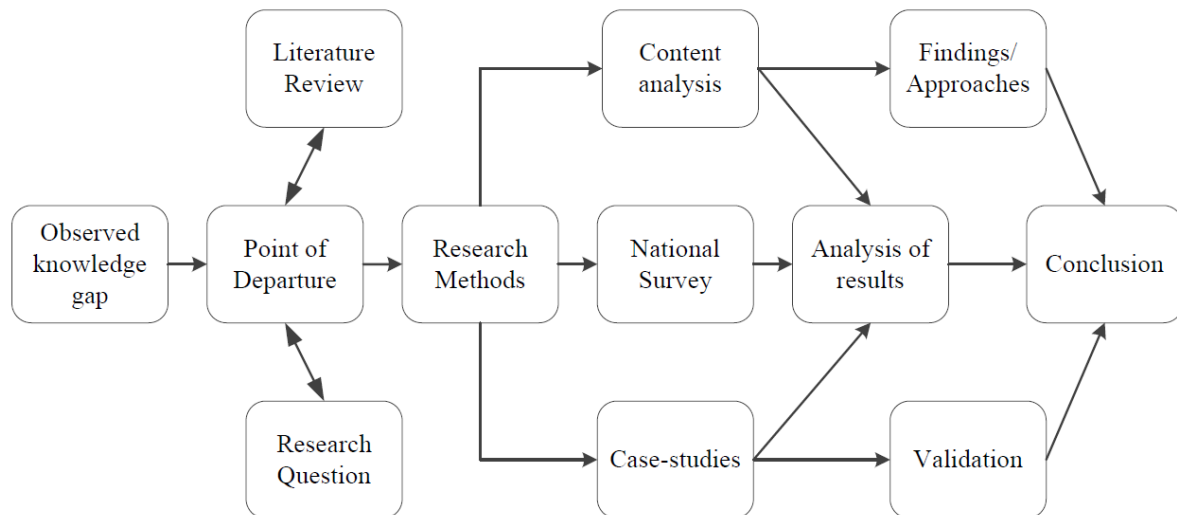 Literature
Review
Content
analysis
Findings/
Approaches
Observed
knowledge
gap
Point of
Departure
Research
Methods
National
Survey
Analysis of
results
Conclusion
Research
Question
Case-studies
Validation